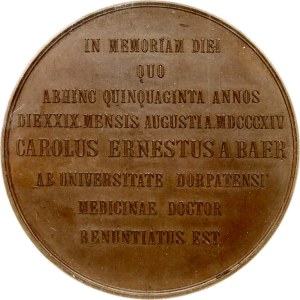 IN MEMORIAM DIEI
QUO
ABHINC QUINQUAGINTA ANNOS
DIE XXIX. MENSIS AUGUSTI A. MDCCCXIV
CAROLUS ERNESTUS A BAER
AB UNIVERSITATE DORPATENSI
MEDICINAE DOCTOR
RENUNTIATUS EST.